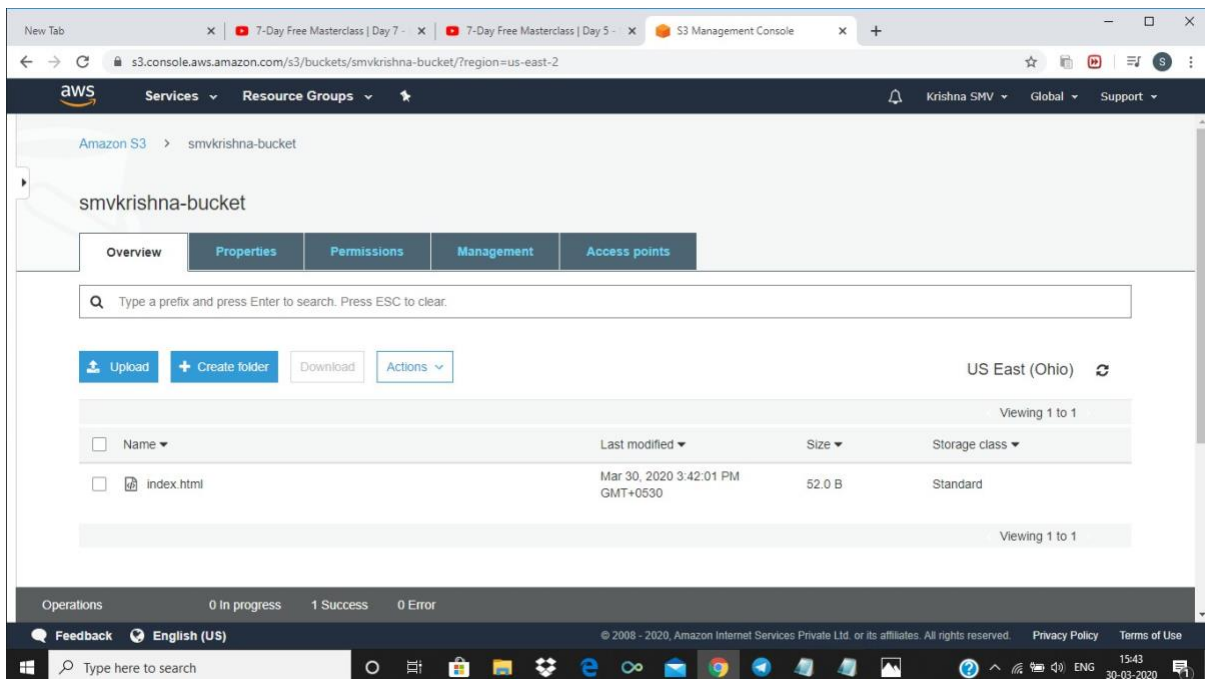 New Tab
7-Day Free Masterclass | Day 7 -
7-Day Free Masterclass | Day 5 -
S3 Management Console
s3.console.aws.amazon.com/s3/buckets/smvkrishna-bucket/?region=us-east-2
S
aws Services Resource Groups Krishna SMV Global Support
Amazon S3 > smvkrishna-bucket
smvkrishna-bucket
Overview Properties Permissions Management Access points
Type a prefix and press Enter to search. Press ESC to clear.
Upload + Create folder Download Actions US East (Ohio)
Viewing 1 to 1
Name Last modified Size Storage class
index.html Mar 30, 2020 3:42:01 PM GMT+0530 52.0 B Standard
Viewing 1 to 1
Operations 0 In progress 1 Success 0 Error
Feedback English (US) © 2008 - 2020, Amazon Internet Services Private Ltd. or its affiliates. All rights reserved. Privacy Policy Terms of Use
Type here to search ENG 15:43
30-03-2020